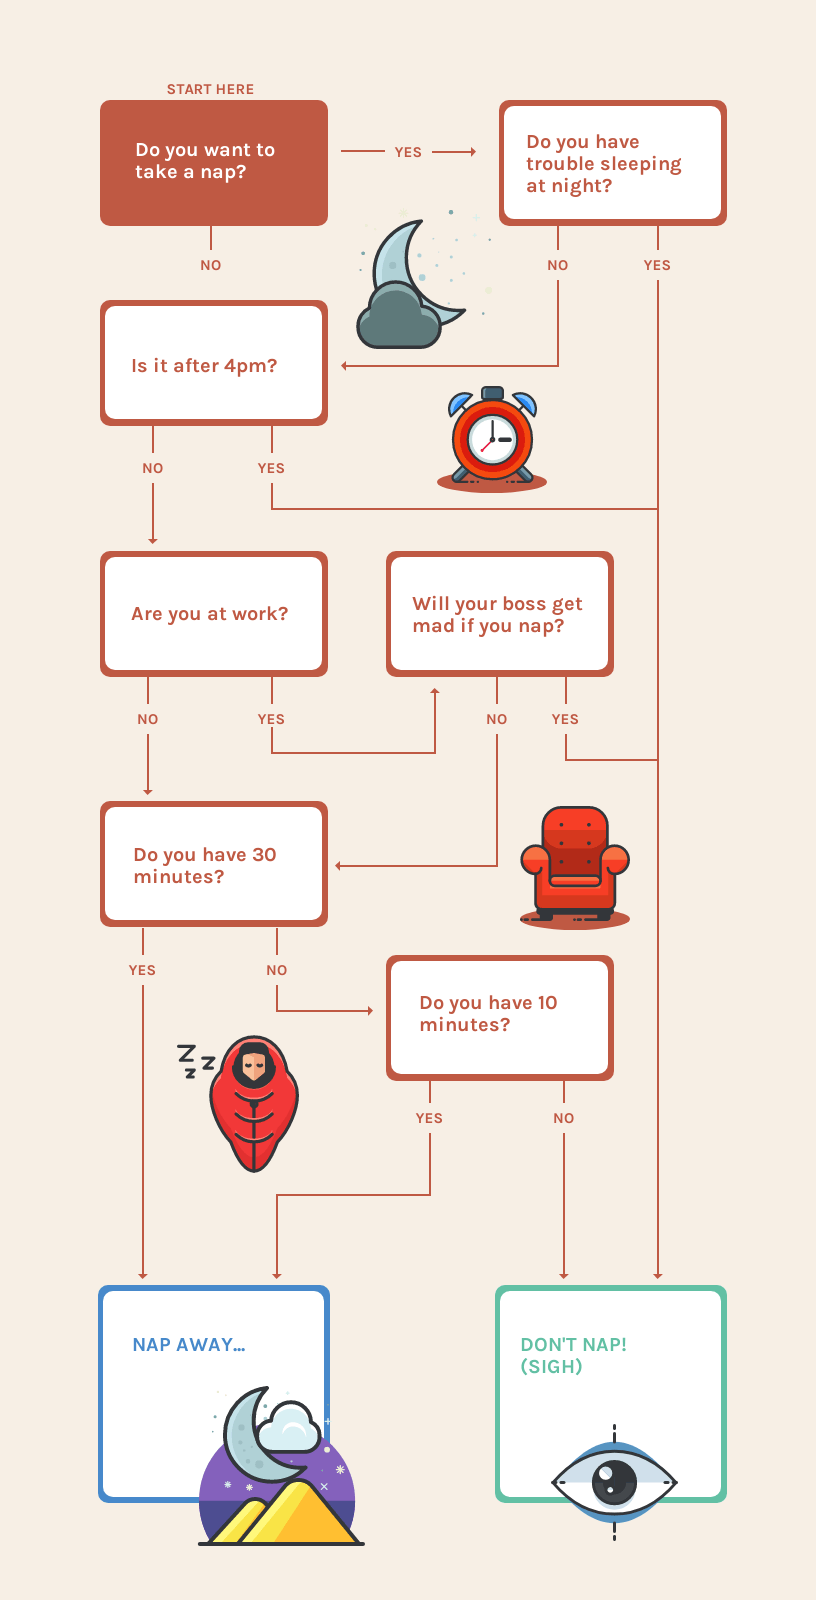 START HERE
Do you want to
take a nap?
YES
Do you have
trouble sleeping
at night?
NO
NO
YES
Is it after 4pm?
NO
YES
Are you at work?
Will your boss get
mad if you nap?
NO
YES
NO
YES
Do you have 30
minutes?
YES
NO
Do you have 10
minutes?
Z
Z
Z
YES
NO
NAP AWAY...
DON'T NAP!
(SIGH)